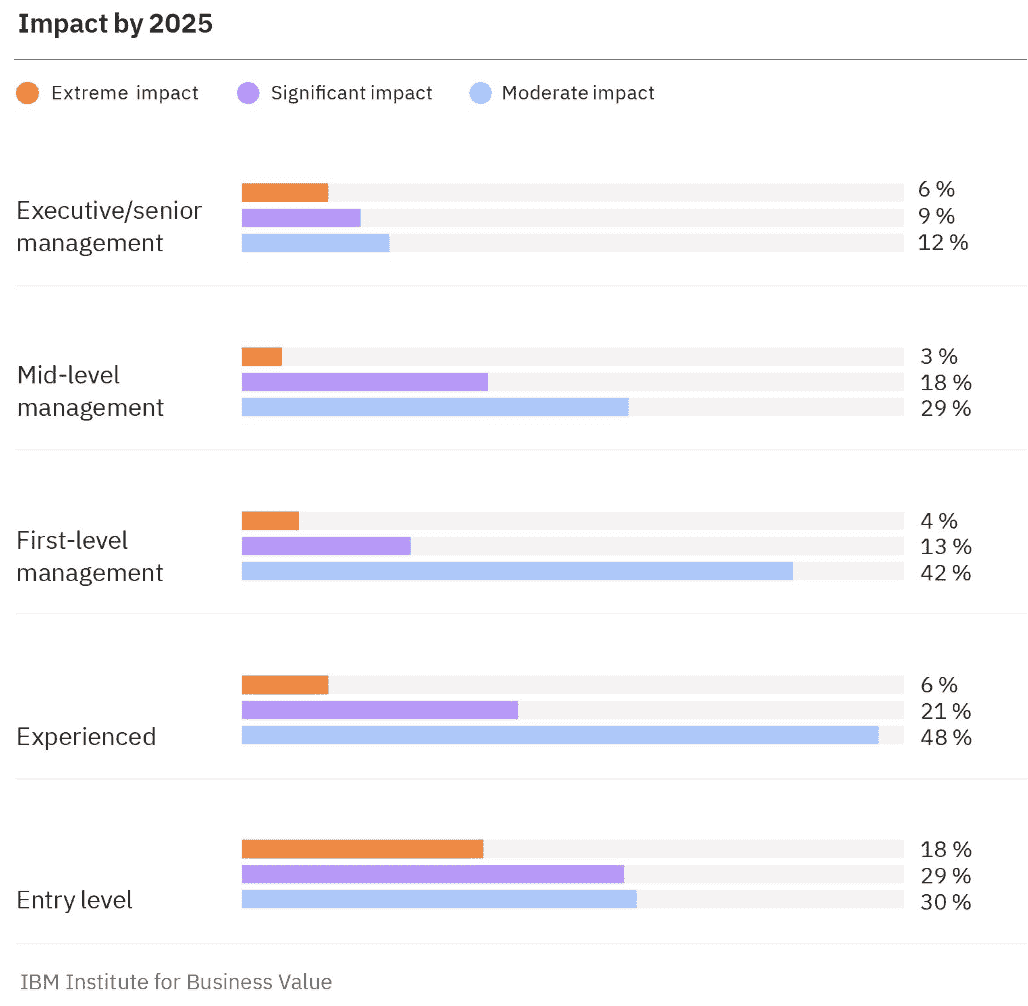 Impact by 2025
Extreme impact Significant impact Moderate impact
Executive/senior
management
6 %
9 %
12 %
Mid-level
management
3 %
18 %
29 %
First-level
management
4 %
13 %
42 %
Experienced
6 %
21 %
48 %
Entry level
18 %
29 %
30 %
IBM Institute for Business Value